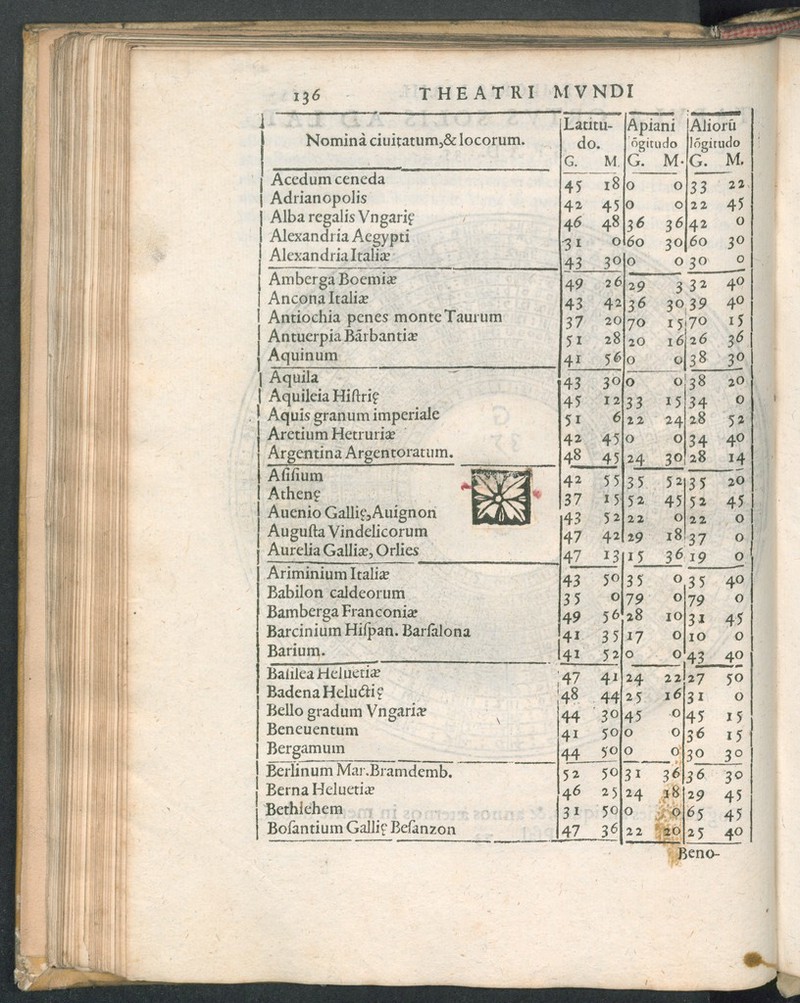 136 THEATRI MVNDI
Nominà ciuitatum,& locorum. Latitu- Apiani Aliorũ
do. õgitudo lõgitudo
G. M. G. M. G. M.
Acedum ceneda 45 18 0 0 33 22
Adrianopolis 42 45 0 0 22 45
Alba regalis Vngarię 46 48 36 36 42 0
Alexandria Aegypti 31 0 60 30 60 30
Alexandria Italiæ 43 30 0 0 30 0
Amberga Boemiæ 49 26 29 3 32 40
Ancona Italiæ 43 42 36 30 39 40
Antiochia penes monte Taurum 37 20 70 15 70 15
Antuerpia Bārbantiæ 51 28 20 16 26 36
Aquinum 41 56 0 0 38 30
Aquila 43 30 0 0 38 20
Aquileia Hiſtrię 45 12 33 15 34 0
Aquis granum imperiale 51 6 22 24 28 52
Aretium Hetruriæ 42 45 0 0 34 40
Argentina Argentoratum. 48 45 24 30 28 14
Aſiſium 42 55 35 52 35 20
Athenę 37 15 52 45 52 45
Auenio Gallię,Auignon 43 52 22 0 22 0
Auguſta Vindelicorum 47 42 29 18 37 0
Aurelia Galliæ, Orlies 47 13 15 36 19 0
Ariminium Italiæ 43 50 35 0 35 40
Babilon caldeorum 35 0 79 0 79 0
Bamberga Franconiæ 49 56 28 10 31 45
Barcinium Hiſpan. Barſalona 41 35 17 0 10 0
Barium. 41 52 0 0 43 40
Baſilea Heluetiæ 47 41 24 22 27 50
Badena Heluctię 48 44 25 16 31 0
Bello gradum Vngariæ 44 30 45 0 45 15
Beneuentum 41 50 0 0 36 15
Bergamum 44 50 0 0 30 30
Berlinum Mar.Bramdemb. 52 50 31 36 36 30
Berna Heluetiæ 46 25 24 18 29 45
Bethlehem 31 50 0 0 65 45
Boſantium Gallię Beſanzon 47 36 22 20 25 40
Beno-